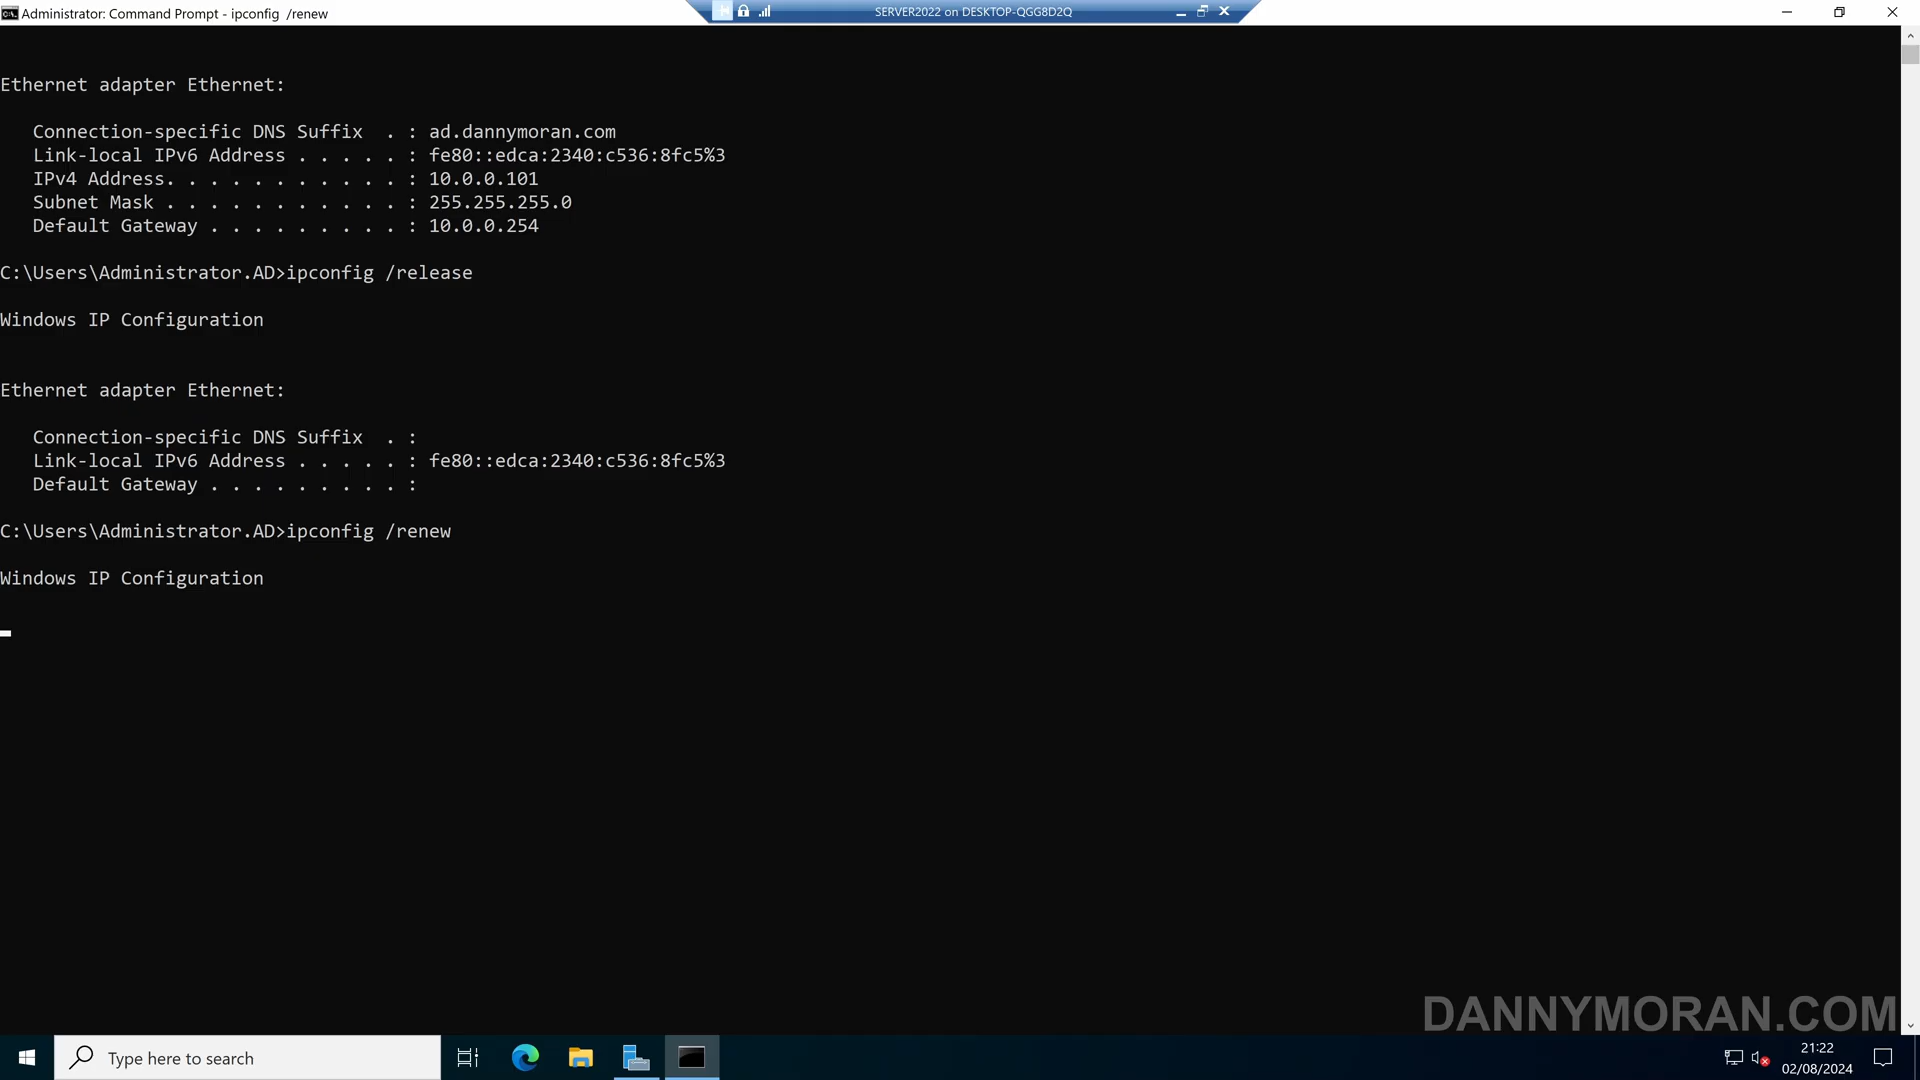 Administrator: Command Prompt - ipconfig  /renew
SERVER2022 on DESKTOP-QGG8D2Q
Ethernet adapter Ethernet:
   Connection-specific DNS Suffix  . : ad.dannymoran.com
   Link-local IPv6 Address . . . . . : fe80::edca:2340:c536:8fc5%3
   IPv4 Address. . . . . . . . . . . : 10.0.0.101
   Subnet Mask . . . . . . . . . . . : 255.255.255.0
   Default Gateway . . . . . . . . . : 10.0.0.254
C:\Users\Administrator.AD>ipconfig /release
Windows IP Configuration
Ethernet adapter Ethernet:
   Connection-specific DNS Suffix  . :
   Link-local IPv6 Address . . . . . : fe80::edca:2340:c536:8fc5%3
   Default Gateway . . . . . . . . . :
C:\Users\Administrator.AD>ipconfig /renew
Windows IP Configuration
DANNYMORAN.COM
Type here to search
21:22
02/08/2024